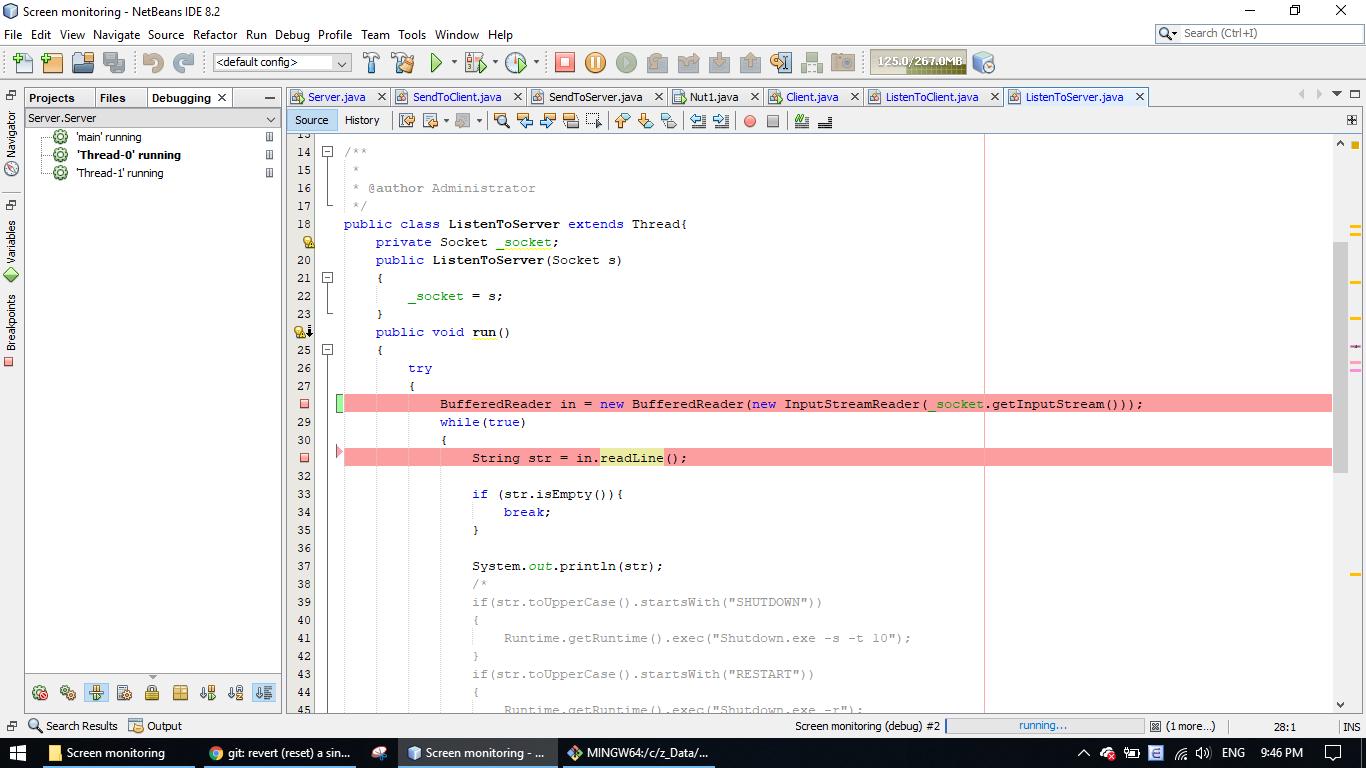 Screen monitoring - NetBeans IDE 8.2
File Edit View Navigate Source Refactor Run Debug Profile Team Tools Window Help
Search (Ctrl+I)
<default config>
125.0/267.0MB
Projects Files Debugging
Server.java SendToClient.java SendToServer.java Nut1.java Client.java ListenToClient.java ListenToServer.java
Navigator
Variables
Breakpoints
Server.Server
'main' running
'Thread-0' running
'Thread-1' running
Source History
13
14 /**
15 *
16 * @author Administrator
17 */
18 public class ListenToServer extends Thread{
private Socket _socket;
20 public ListenToServer(Socket s)
21 {
22 _socket = s;
23 }
public void run()
25 {
26 try
27 {
BufferedReader in = new BufferedReader(new InputStreamReader(_socket.getInputStream()));
29 while(true)
30 {
String str = in.readLine();
32
33 if (str.isEmpty()){
34 break;
35 }
36
37 System.out.println(str);
38 /*
39 if(str.toUpperCase().startsWith("SHUTDOWN"))
40 {
41 Runtime.getRuntime().exec("Shutdown.exe -s -t 10");
42 }
43 if(str.toUpperCase().startsWith("RESTART"))
44 {
45 Runtime.getRuntime().exec("Shutdown.exe -r");
Search Results Output
Screen monitoring (debug) #2 running... (1 more...) 28:1 INS
Screen monitoring
git: revert (reset) a sin...
Screen monitoring - ...
MINGW64:/c/z_Data/...
ENG 9:46 PM